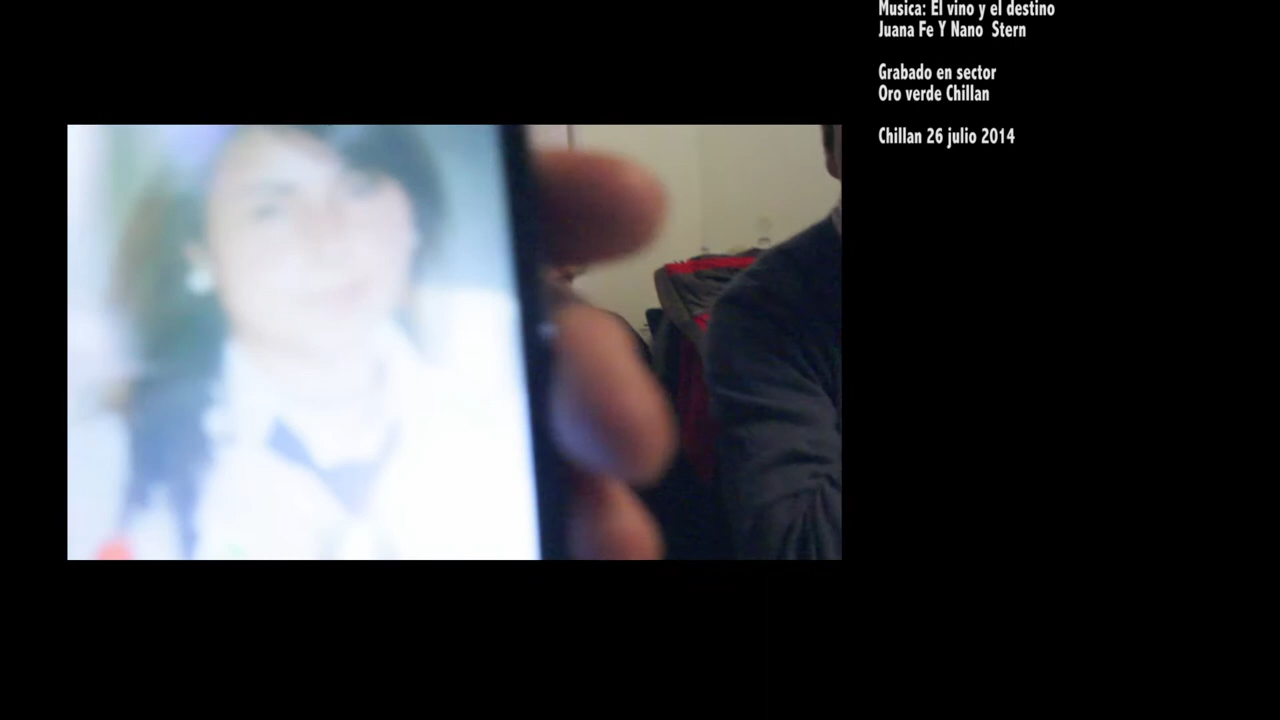 Musica: El vino y el destino
Juana Fe Y Nano Stern
Grabado en sector
Oro verde Chillan
Chillan 26 julio 2014